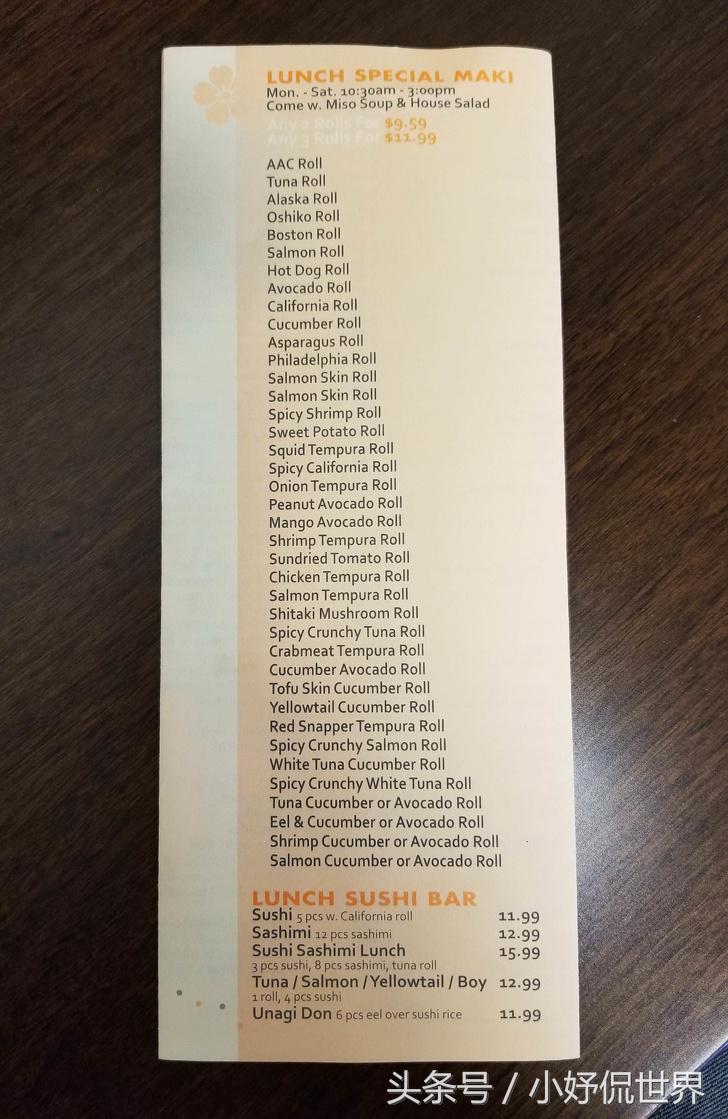 LUNCH SPECIAL MAKI
Mon. - Sat. 10:30am - 3:00pm
Come w. Miso Soup & House Salad
Any 2 Rolls For $9.59
Any 3 Rolls For $11.99
AAC Roll
Tuna Roll
Alaska Roll
Oshiko Roll
Boston Roll
Salmon Roll
Hot Dog Roll
Avocado Roll
California Roll
Cucumber Roll
Asparagus Roll
Philadelphia Roll
Salmon Skin Roll
Salmon Skin Roll
Spicy Shrimp Roll
Sweet Potato Roll
Squid Tempura Roll
Spicy California Roll
Onion Tempura Roll
Peanut Avocado Roll
Mango Avocado Roll
Shrimp Tempura Roll
Sundried Tomato Roll
Chicken Tempura Roll
Salmon Tempura Roll
Shitaki Mushroom Roll
Spicy Crunchy Tuna Roll
Crabmeat Tempura Roll
Cucumber Avocado Roll
Tofu Skin Cucumber Roll
Yellowtail Cucumber Roll
Red Snapper Tempura Roll
Spicy Crunchy Salmon Roll
White Tuna Cucumber Roll
Spicy Crunchy White Tuna Roll
Tuna Cucumber or Avocado Roll
Eel & Cucumber or Avocado Roll
Shrimp Cucumber or Avocado Roll
Salmon Cucumber or Avocado Roll
LUNCH SUSHI BAR
Sushi 5 pcs w. California roll 11.99
Sashimi 12 pcs sashimi 12.99
Sushi Sashimi Lunch 15.99
3 pcs sushi, 8 pcs sashimi, tuna roll
Tuna / Salmon / Yellowtail / Boy 12.99
1 roll, 4 pcs sushi
Unagi Don 6 pcs eel over sushi rice 11.99
头条号 / 小妤侃世界